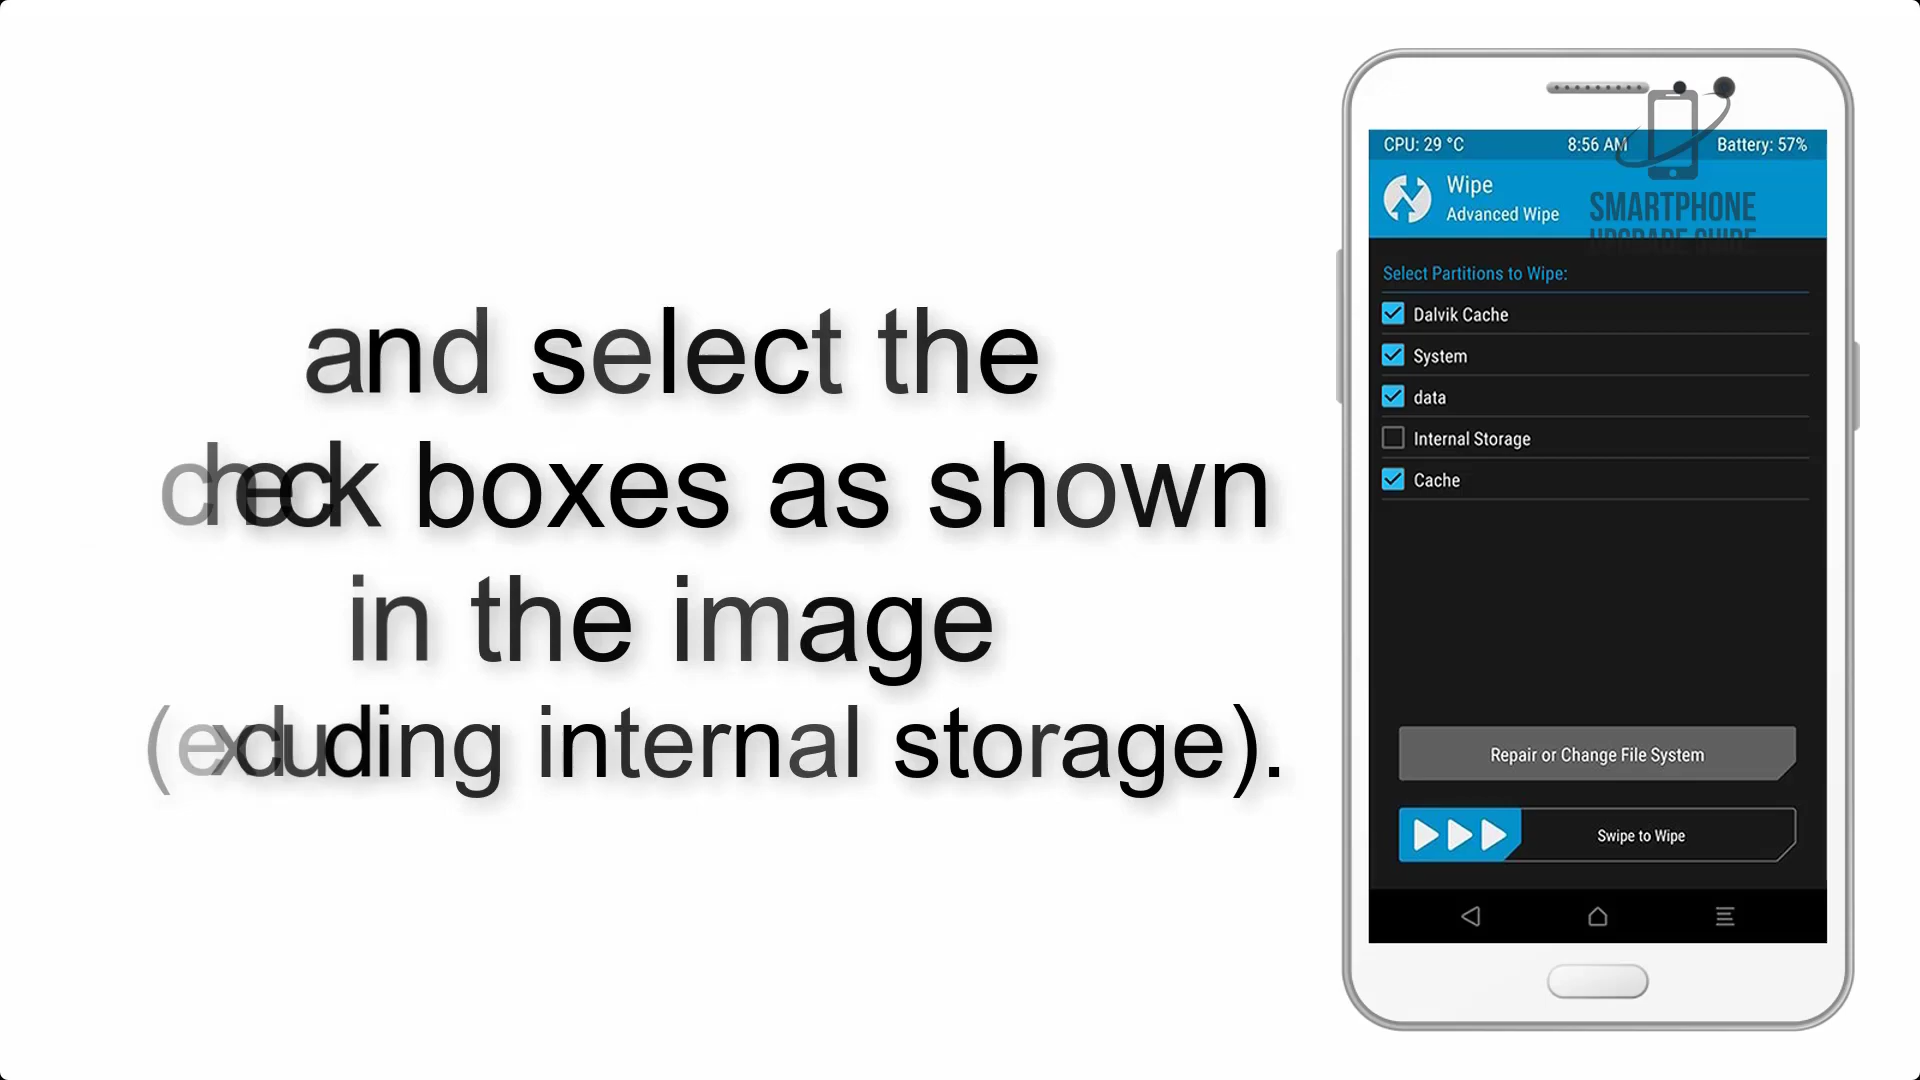 and select the
check boxes as shown
in the image
(excluding internal storage).
CPU: 29 °C 8:56 AM Battery: 57%
Wipe
Advanced Wipe
SMARTPHONE
UPGRADE GUIDE
Select Partitions to Wipe:
Dalvik Cache
System
data
Internal Storage
Cache
Repair or Change File System
Swipe to Wipe